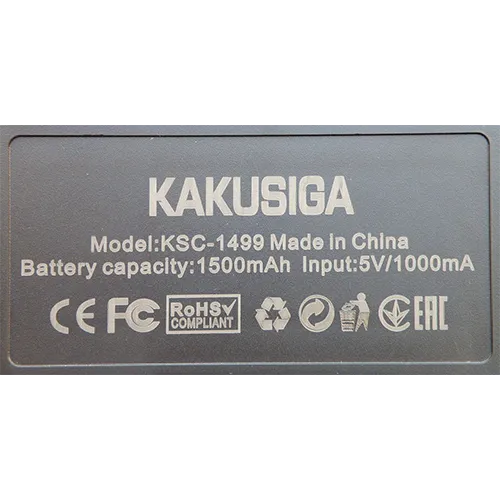 KAKUSIGA
Model:KSC-1499 Made in China
Battery capacity:1500mAh Input:5V/1000mA
CE FC RoHS✓ EAC
COMPLIANT